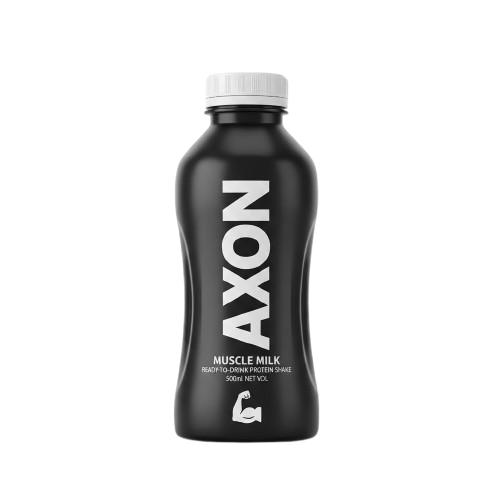 AXON
MUSCLE MILK
READY-TO-DRINK PROTEIN SHAKE
500ml NET VOL